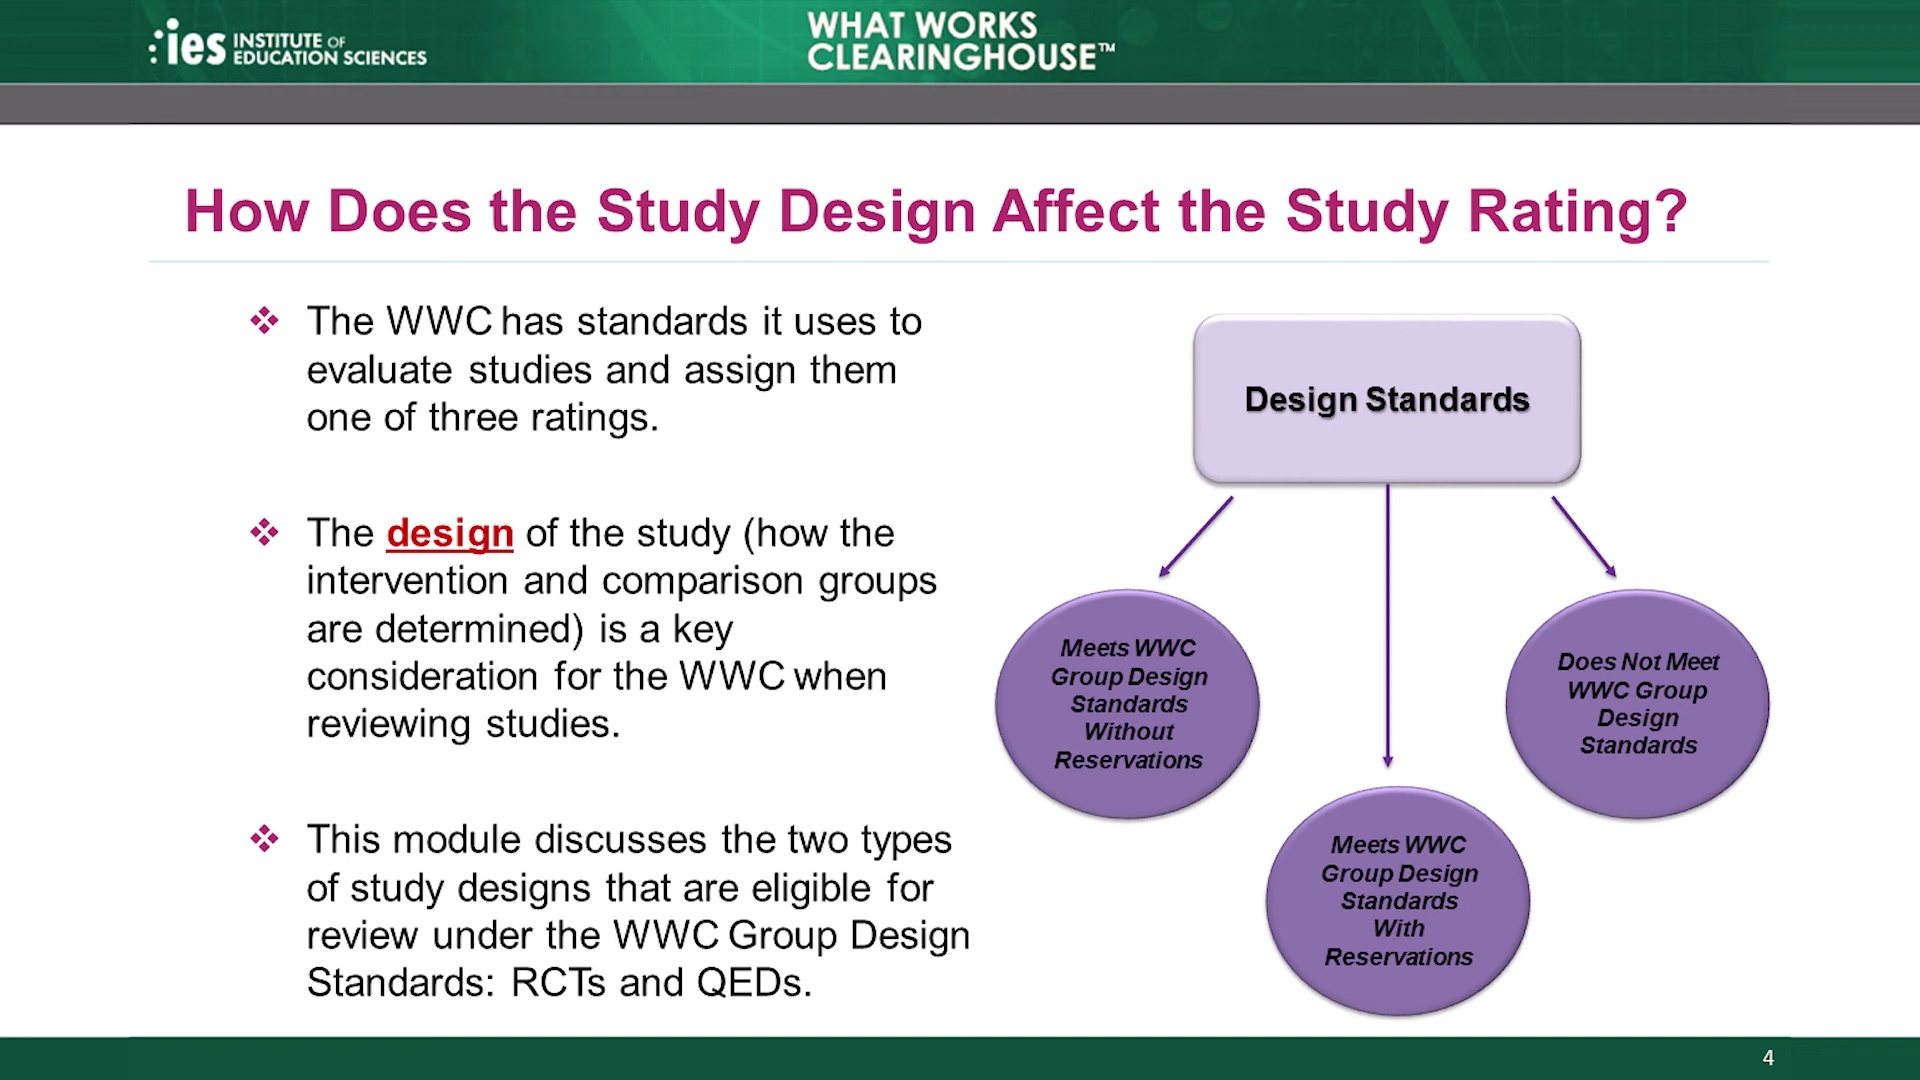 ies INSTITUTE OF
EDUCATION SCIENCES
WHAT WORKS
CLEARINGHOUSE™
How Does the Study Design Affect the Study Rating?
❖ The WWC has standards it uses to
evaluate studies and assign them
one of three ratings.
❖ The design of the study (how the
intervention and comparison groups
are determined) is a key
consideration for the WWC when
reviewing studies.
❖ This module discusses the two types
of study designs that are eligible for
review under the WWC Group Design
Standards: RCTs and QEDs.
Design Standards
Meets WWC
Group Design
Standards
Without
Reservations
Meets WWC
Group Design
Standards
With
Reservations
Does Not Meet
WWC Group
Design
Standards
4